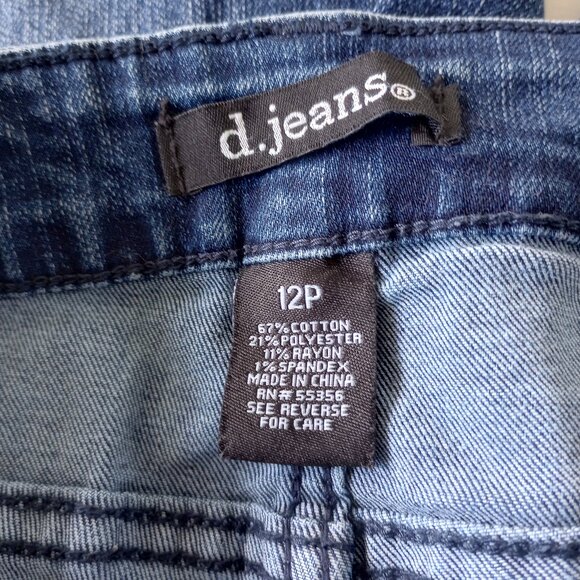 d.jeans®
12P
67%COTTON
21%POLYESTER
11%RAYON
1%SPANDEX
MADE IN CHINA
RN# 55356
SEE REVERSE
FOR CARE